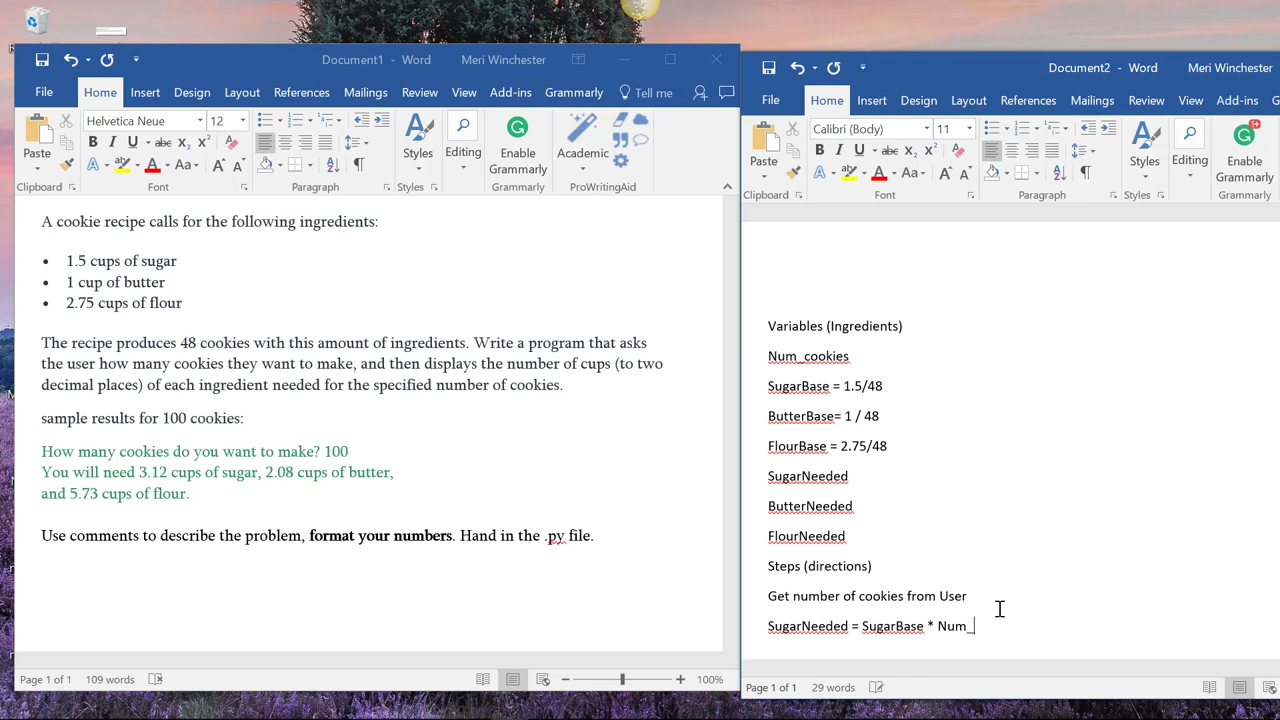 Document1 - Word
Meri Winchester
File Home Insert Design Layout References Mailings Review View Add-ins Grammarly Tell me
Helvetica Neue 12
Paste
Styles
Editing
Enable
Grammarly
Academic
Clipboard Font Paragraph Styles Grammarly ProWritingAid
A cookie recipe calls for the following ingredients:
• 1.5 cups of sugar
• 1 cup of butter
• 2.75 cups of flour
The recipe produces 48 cookies with this amount of ingredients. Write a program that asks
the user how many cookies they want to make, and then displays the number of cups (to two
decimal places) of each ingredient needed for the specified number of cookies.
sample results for 100 cookies:
How many cookies do you want to make? 100
You will need 3.12 cups of sugar, 2.08 cups of butter,
and 5.73 cups of flour.
Use comments to describe the problem, format your numbers. Hand in the .py file.
Page 1 of 1 109 words 100%
Document2 - Word
Meri Winchester
File Home Insert Design Layout References Mailings Review View Add-ins
Calibri (Body) 11
Paste
Styles
Editing
Enable
Grammarly
Clipboard Font Paragraph Styles Grammarly
Variables (Ingredients)
Num_cookies
SugarBase = 1.5/48
ButterBase= 1 / 48
FlourBase = 2.75/48
SugarNeeded
ButterNeeded
FlourNeeded
Steps (directions)
Get number of cookies from User
SugarNeeded = SugarBase * Num_
Page 1 of 1 29 words